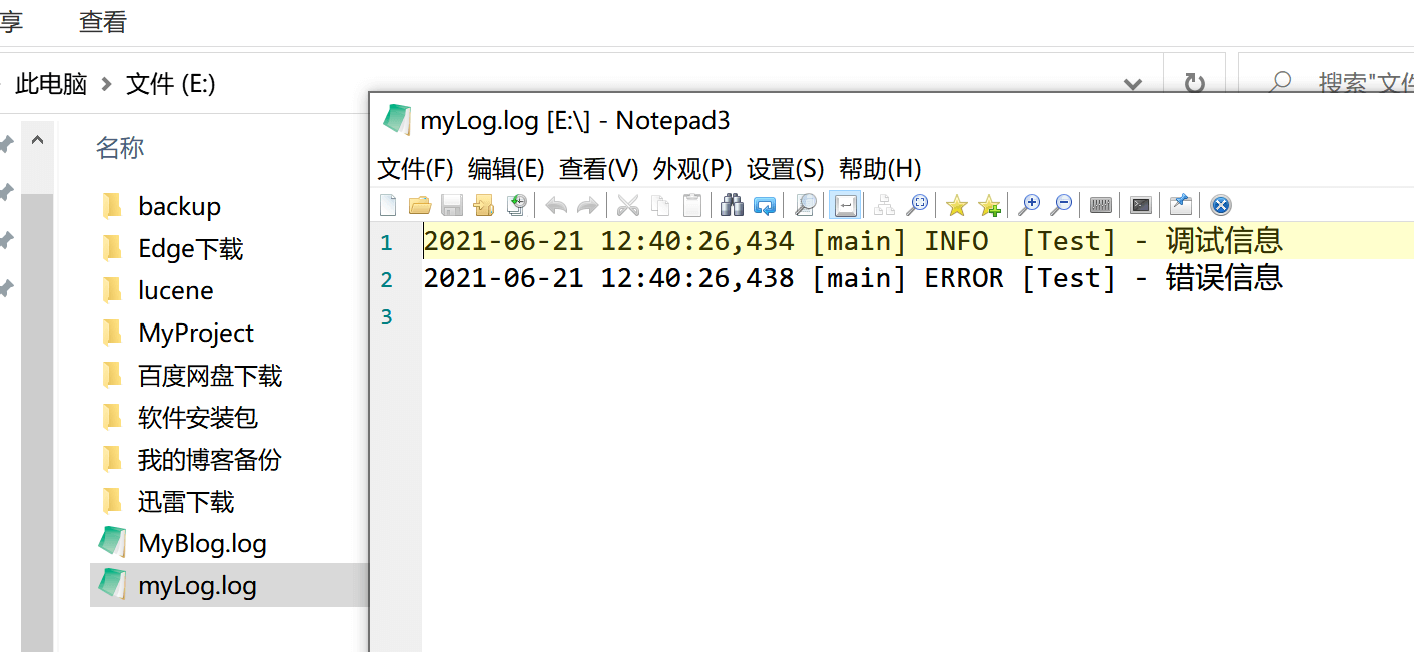 享 查看
此电脑 > 文件 (E:)
搜索"文件
名称
backup
Edge下载
lucene
MyProject
百度网盘下载
软件安装包
我的博客备份
迅雷下载
MyBlog.log
myLog.log
myLog.log [E:\] - Notepad3
文件(F) 编辑(E) 查看(V) 外观(P) 设置(S) 帮助(H)
1 2021-06-21 12:40:26,434 [main] INFO  [Test] - 调试信息
2 2021-06-21 12:40:26,438 [main] ERROR [Test] - 错误信息
3